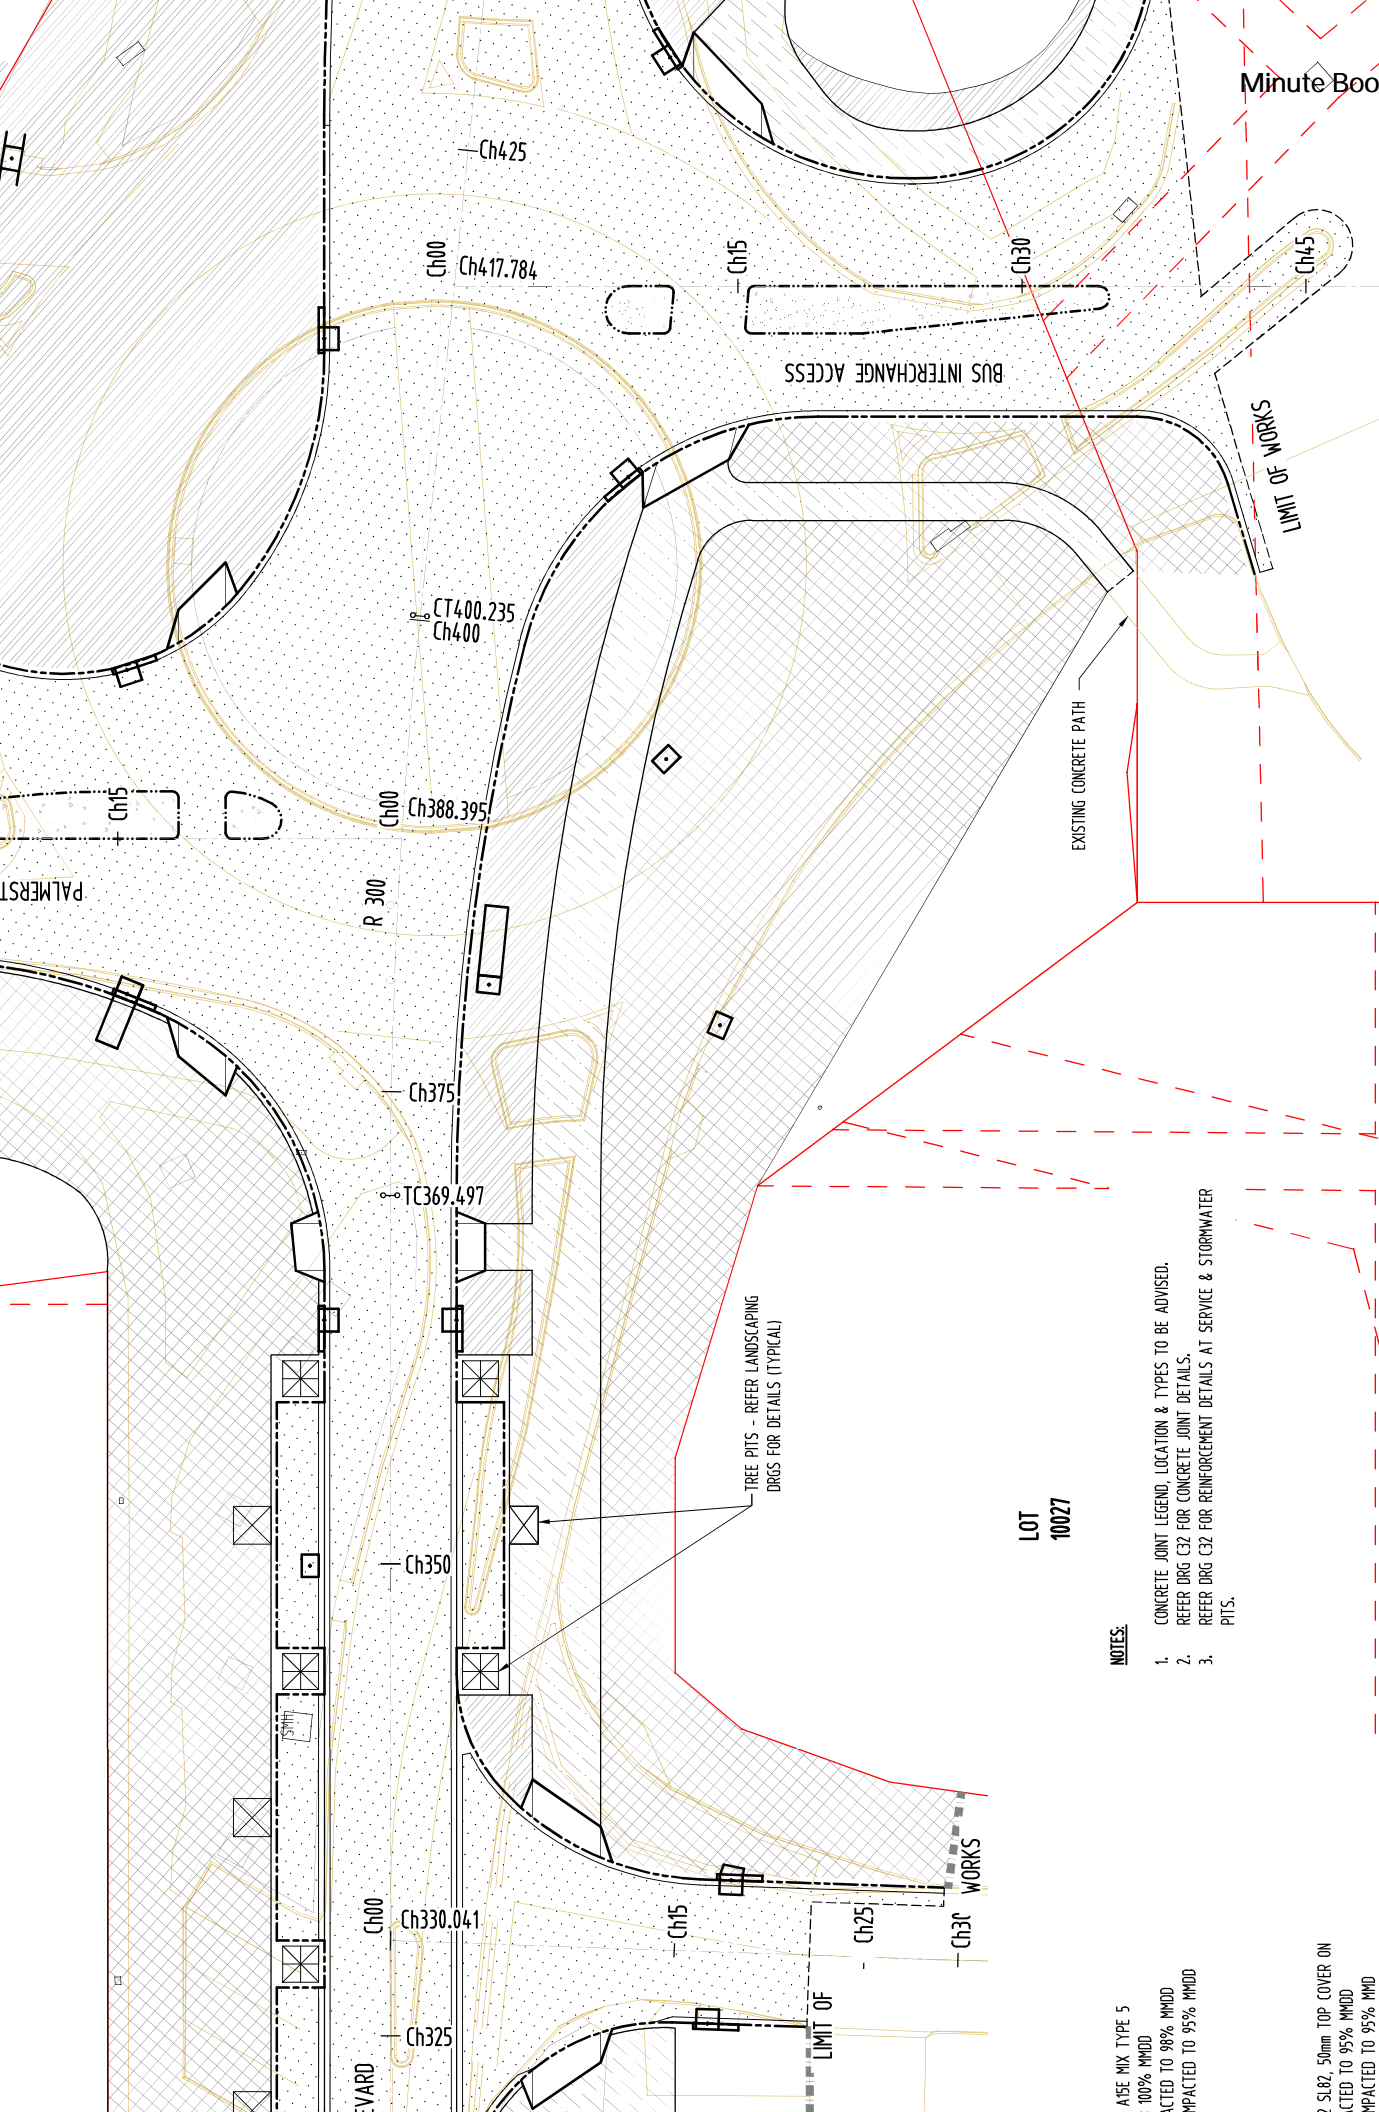 Minute Boo
Ch425
Ch00
Ch417.784
Ch15
Ch30
Ch45
BUS INTERCHANGE ACCESS
LIMIT OF WORKS
CT400.235
Ch400
EXISTING CONCRETE PATH
Ch15
Ch00
Ch388.395
PALMERST
R 300
Ch375
TC369.497
TREE PITS - REFER LANDSCAPING
DRGS FOR DETAILS (TYPICAL)
Ch350
LOT
10027
NOTES:
1. CONCRETE JOINT LEGEND, LOCATION & TYPES TO BE ADVISED.
2. REFER DRG C32 FOR CONCRETE JOINT DETAILS.
3. REFER DRG C32 FOR REINFORCEMENT DETAILS AT SERVICE & STORMWATER
PITS.
SMH
Ch00
Ch330.041
Ch15
Ch25
Ch30
LIMIT OF
WORKS
Ch325
EVARD
A15E MIX TYPE 5
100% MMDD
ACTED TO 98% MMDD
MPACTED TO 95% MMDD
SL82, 50mm TOP COVER ON
ACTED TO 95% MMDD
MPACTED TO 95% MMD